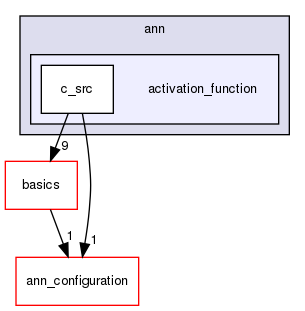 ann
c_src
activation_function
9
basics
1
1
ann_configuration